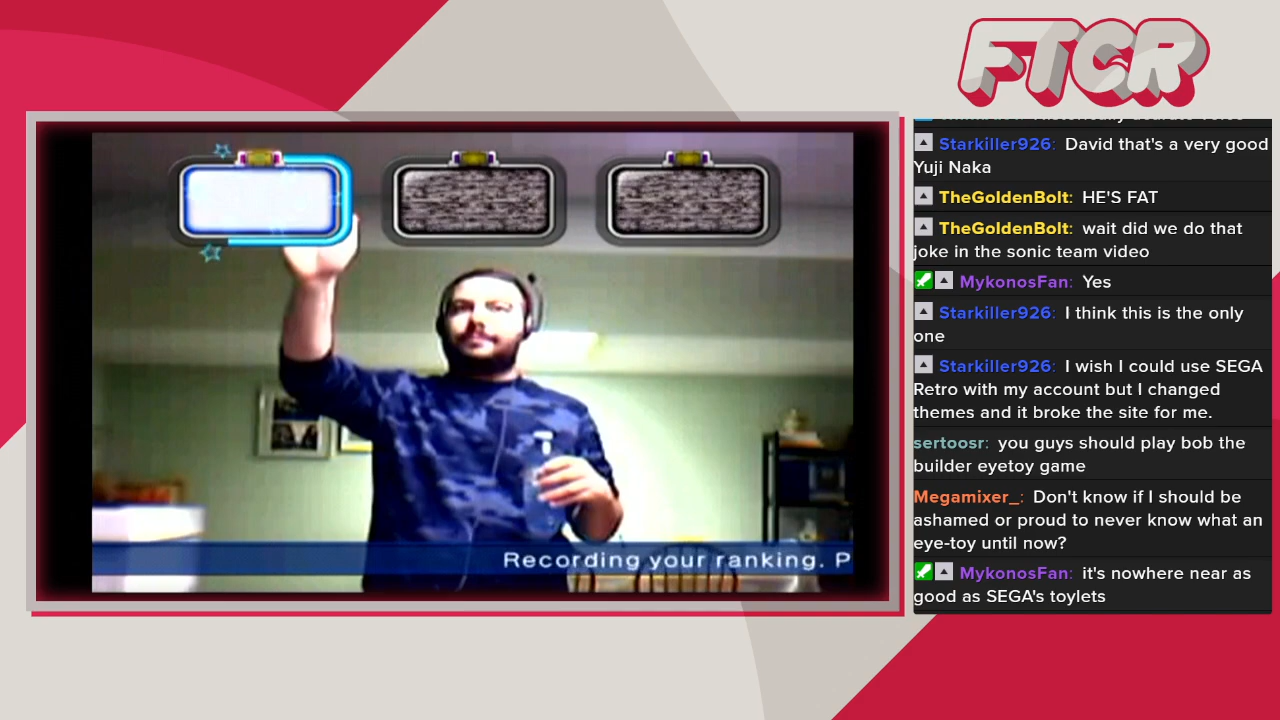 FTCR
Starkiller926: David that's a very good
Yuji Naka
TheGoldenBolt: HE'S FAT
TheGoldenBolt: wait did we do that
joke in the sonic team video
MykonosFan: Yes
Starkiller926: I think this is the only
one
Starkiller926: I wish I could use SEGA
Retro with my account but I changed
themes and it broke the site for me.
sertoosr: you guys should play bob the
builder eyetoy game
Megamixer_: Don't know if I should be
ashamed or proud to never know what an
eye-toy until now?
MykonosFan: it's nowhere near as
good as SEGA's toylets
Recording your ranking. P